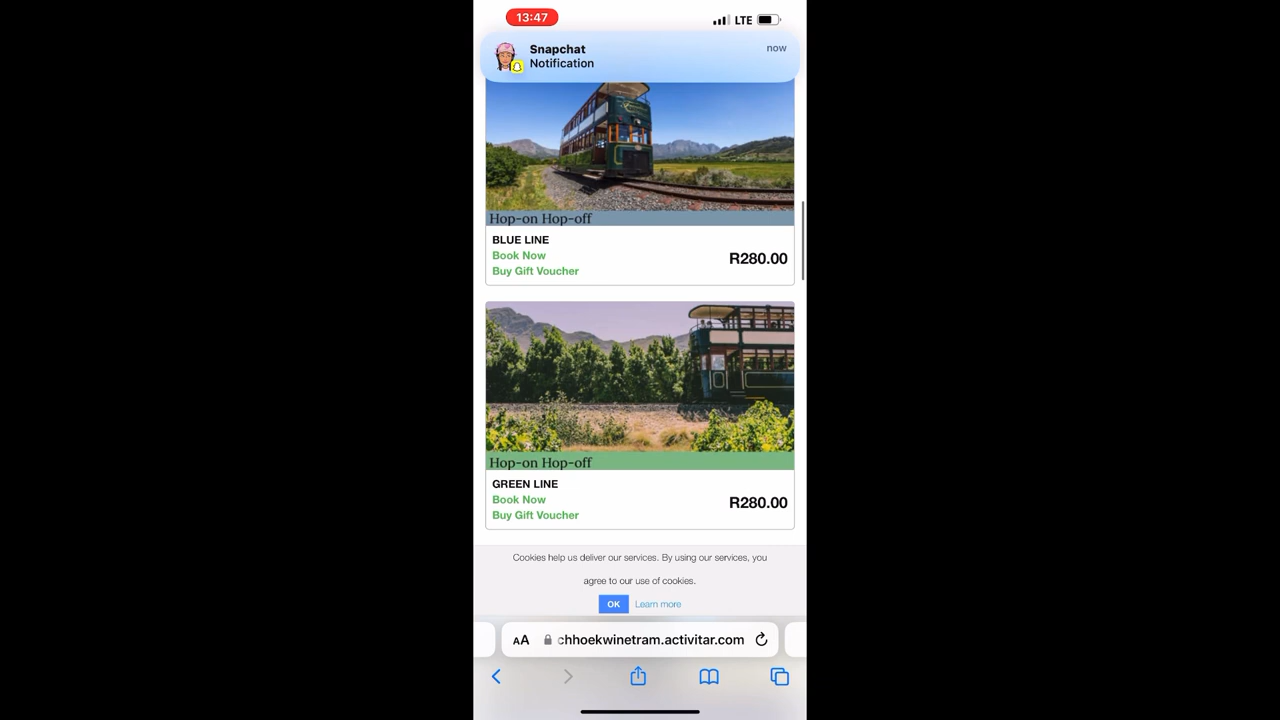 13:47
LTE
Snapchat
now
Notification
Hop-on Hop-off
BLUE LINE
Book Now
R280.00
Buy Gift Voucher
Hop-on Hop-off
GREEN LINE
Book Now
R280.00
Buy Gift Voucher
Cookies help us deliver our services. By using our services, you
agree to our use of cookies.
OK Learn more
AA chhoekwinetram.activitar.com